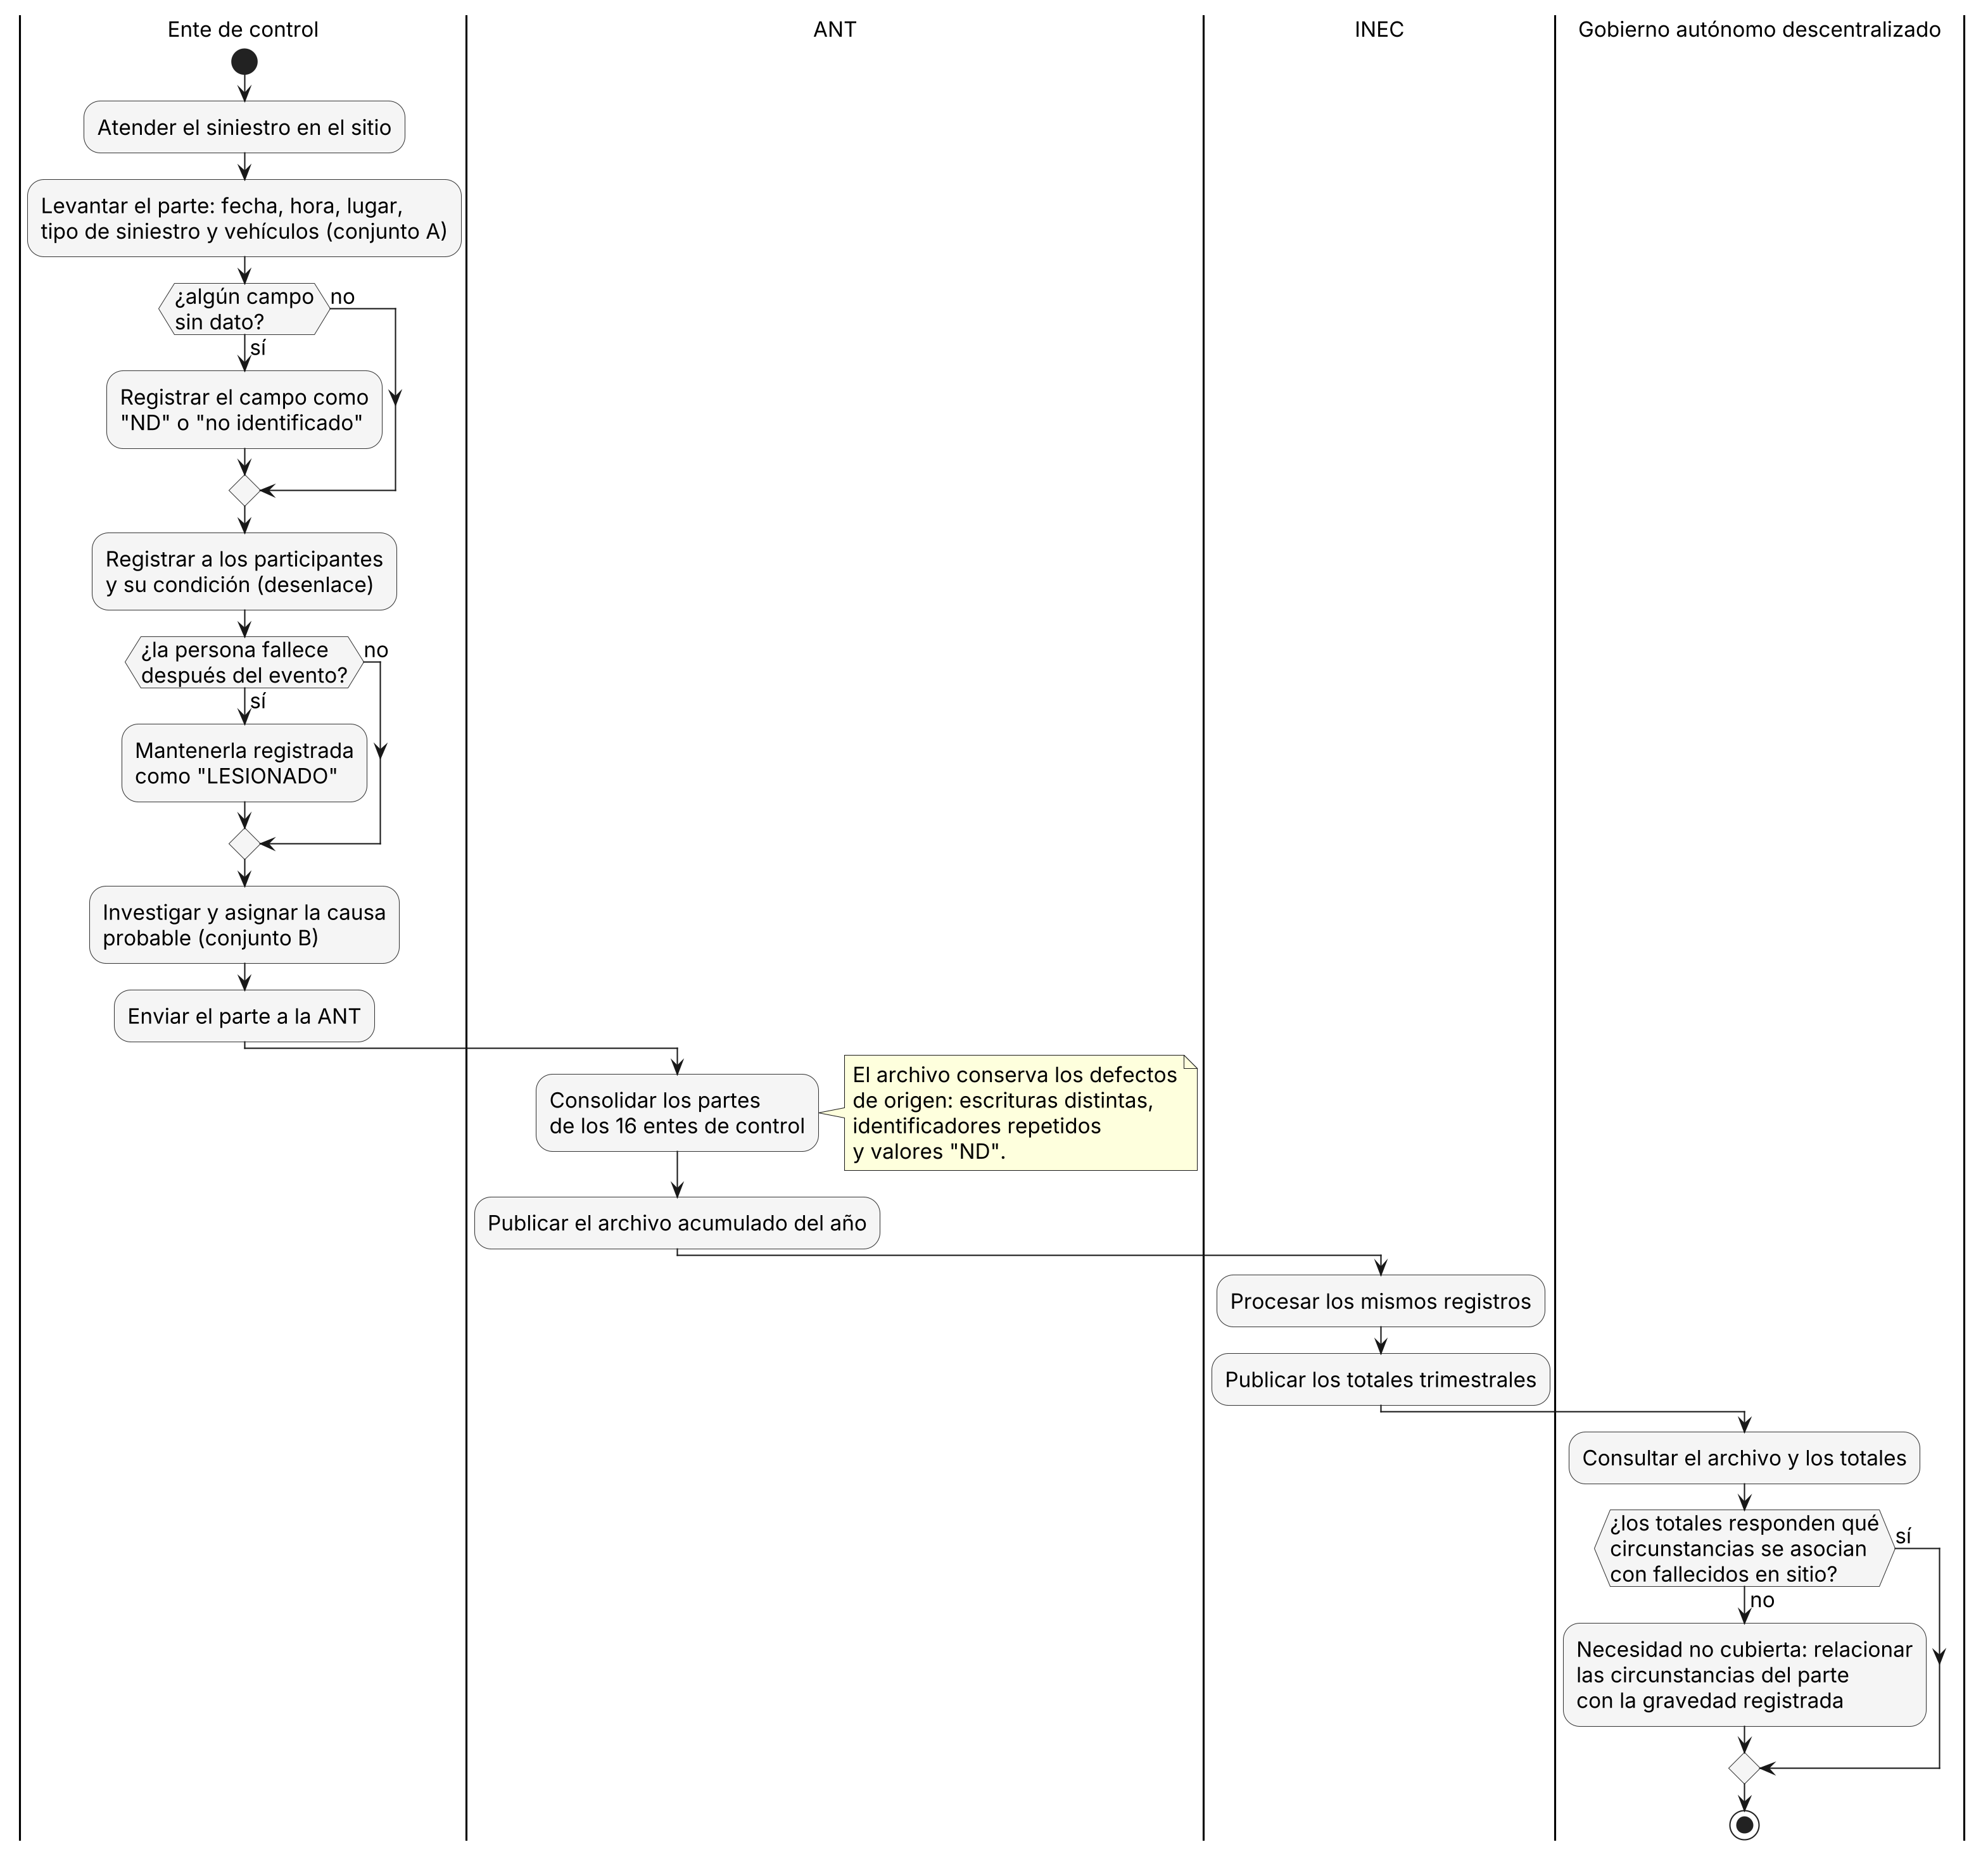 Ente de control
ANT
INEC
Gobierno autónomo descentralizado
Atender el siniestro en el sitio
Levantar el parte: fecha, hora, lugar,
tipo de siniestro y vehículos (conjunto A)
¿algún campo
sin dato?
no
sí
Registrar el campo como
"ND" o "no identificado"
Registrar a los participantes
y su condición (desenlace)
¿la persona fallece
después del evento?
no
sí
Mantenerla registrada
como "LESIONADO"
Investigar y asignar la causa
probable (conjunto B)
Enviar el parte a la ANT
Consolidar los partes
de los 16 entes de control
El archivo conserva los defectos
de origen: escrituras distintas,
identificadores repetidos
y valores "ND".
Publicar el archivo acumulado del año
Procesar los mismos registros
Publicar los totales trimestrales
Consultar el archivo y los totales
¿los totales responden qué
circunstancias se asocian
con fallecidos en sitio?
sí
no
Necesidad no cubierta: relacionar
las circunstancias del parte
con la gravedad registrada